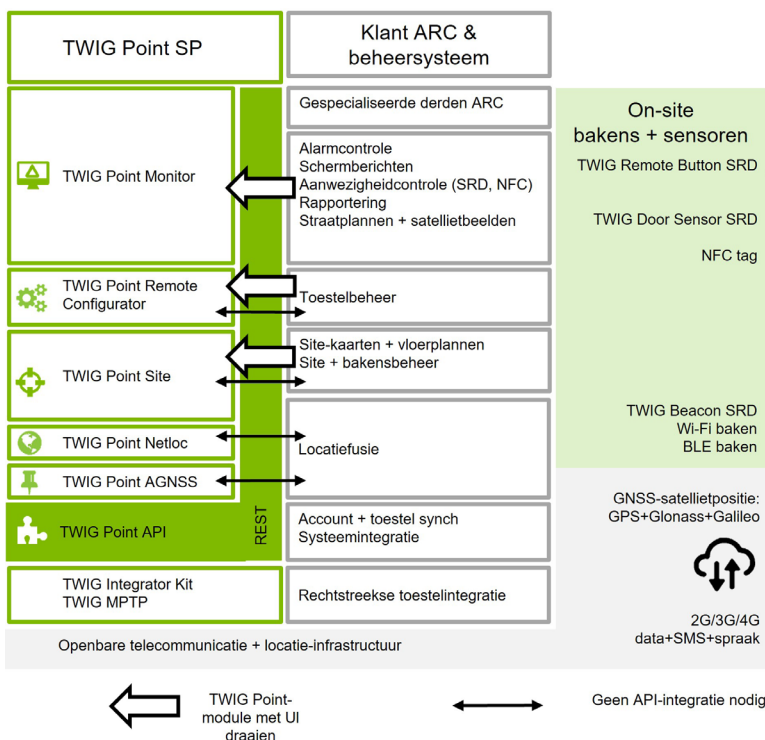 TWIG Point SP
Klant ARC &
beheersysteem
TWIG Point Monitor
Gespecialiseerde derden ARC
Alarmcontrole
Schermberichten
Aanwezigheidcontrole (SRD, NFC)
Rapportering
Straatplannen + satellietbeelden
On-site
bakens + sensoren
TWIG Remote Button SRD
TWIG Door Sensor SRD
NFC tag
TWIG Point Remote
Configurator
Toestelbeheer
TWIG Point Site
Site-kaarten + vloerplannen
Site + bakensbeheer
TWIG Beacon SRD
Wi-Fi baken
BLE baken
TWIG Point Netloc
Locatiefusie
TWIG Point AGNSS
GNSS-satellietpositie:
GPS+Glonass+Galileo
TWIG Point API
REST
Account + toestel synch
Systeemintegratie
TWIG Integrator Kit
TWIG MPTP
Rechtstreekse toestelintegratie
2G/3G/4G
data+SMS+spraak
Openbare telecommunicatie + locatie-infrastuctuur
TWIG Point-
module met UI
draaien
Geen API-integratie nodig